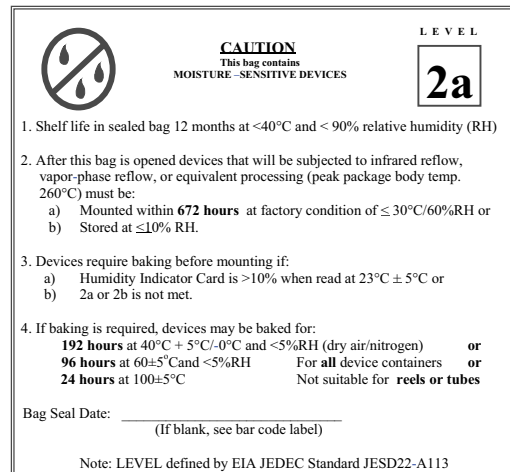 LEVEL
CAUTION
This bag contains
MOISTURE –SENSITIVE DEVICES
2a
1. Shelf life in sealed bag 12 months at <40°C and < 90% relative humidity (RH)
2. After this bag is opened devices that will be subjected to infrared reflow,
vapor-phase reflow, or equivalent processing (peak package body temp.
260°C) must be:
a) Mounted within 672 hours at factory condition of ≤ 30°C/60%RH or
b) Stored at ≤10% RH.
3. Devices require baking before mounting if:
a) Humidity Indicator Card is >10% when read at 23°C ± 5°C or
b) 2a or 2b is not met.
4. If baking is required, devices may be baked for:
192 hours at 40°C + 5°C/-0°C and <5%RH (dry air/nitrogen) or
96 hours at 60±5°Cand <5%RH For all device containers or
24 hours at 100±5°C Not suitable for reels or tubes
Bag Seal Date: ____________________________
(If blank, see bar code label)
Note: LEVEL defined by EIA JEDEC Standard JESD22-A113